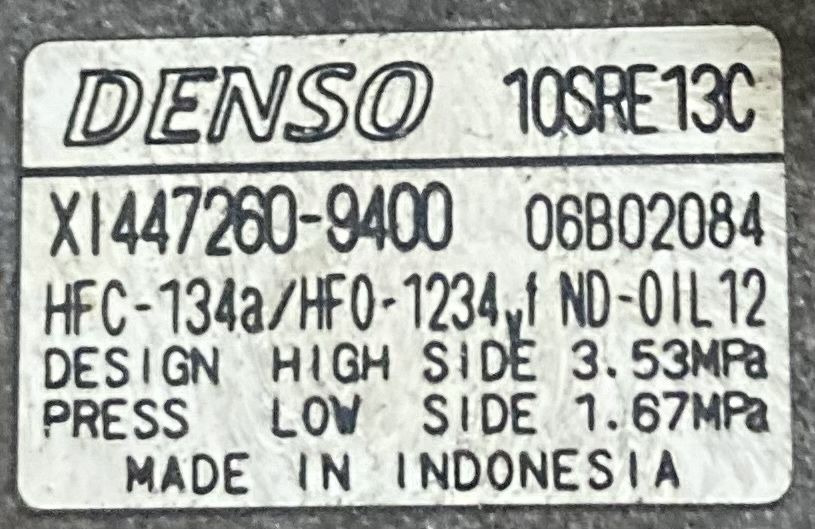 DENSO 10SRE13C
XI447260-9400 06B02084
HFC-134a/HFO-1234yf ND-OIL12
DESIGN HIGH SIDE 3.53MPa
PRESS LOW SIDE 1.67MPa
MADE IN INDONESIA